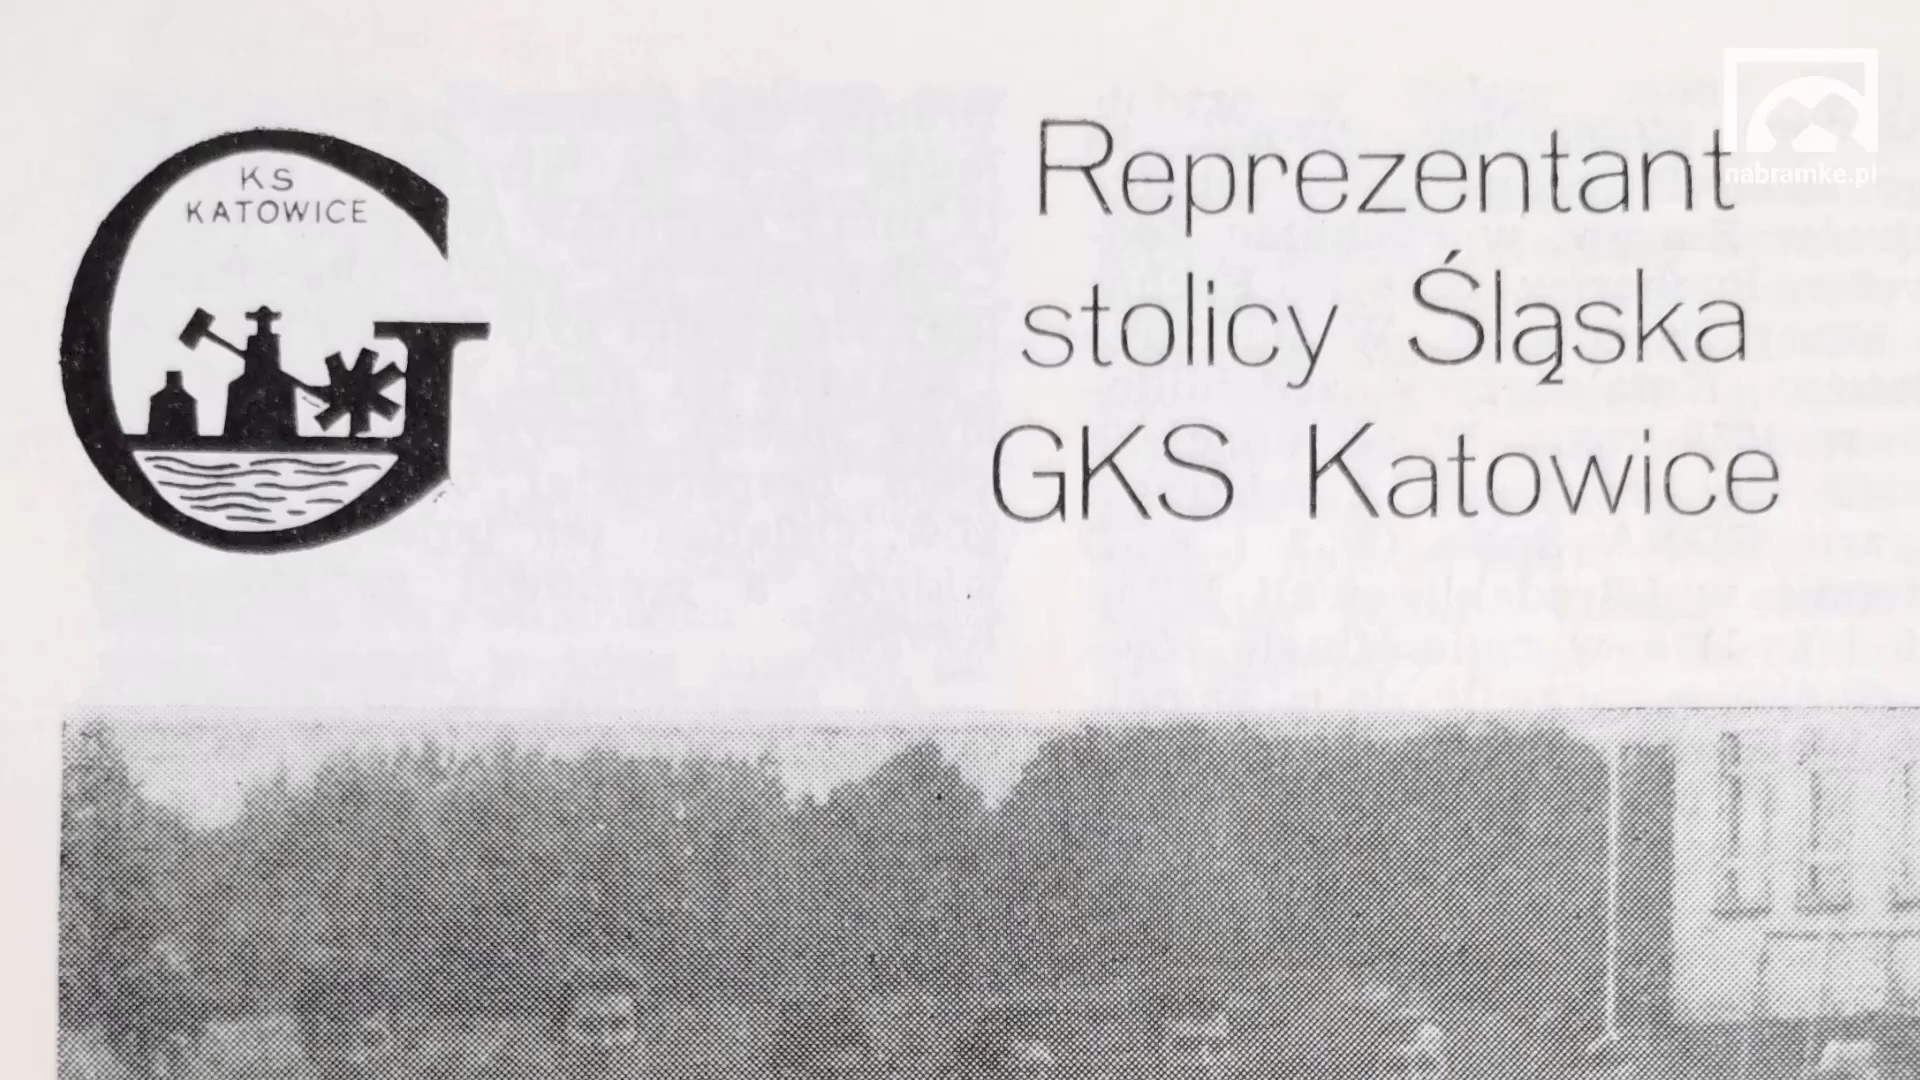 KS
KATOWICE
Reprezentant
stolicy Śląska
GKS Katowice
nabramke.pl